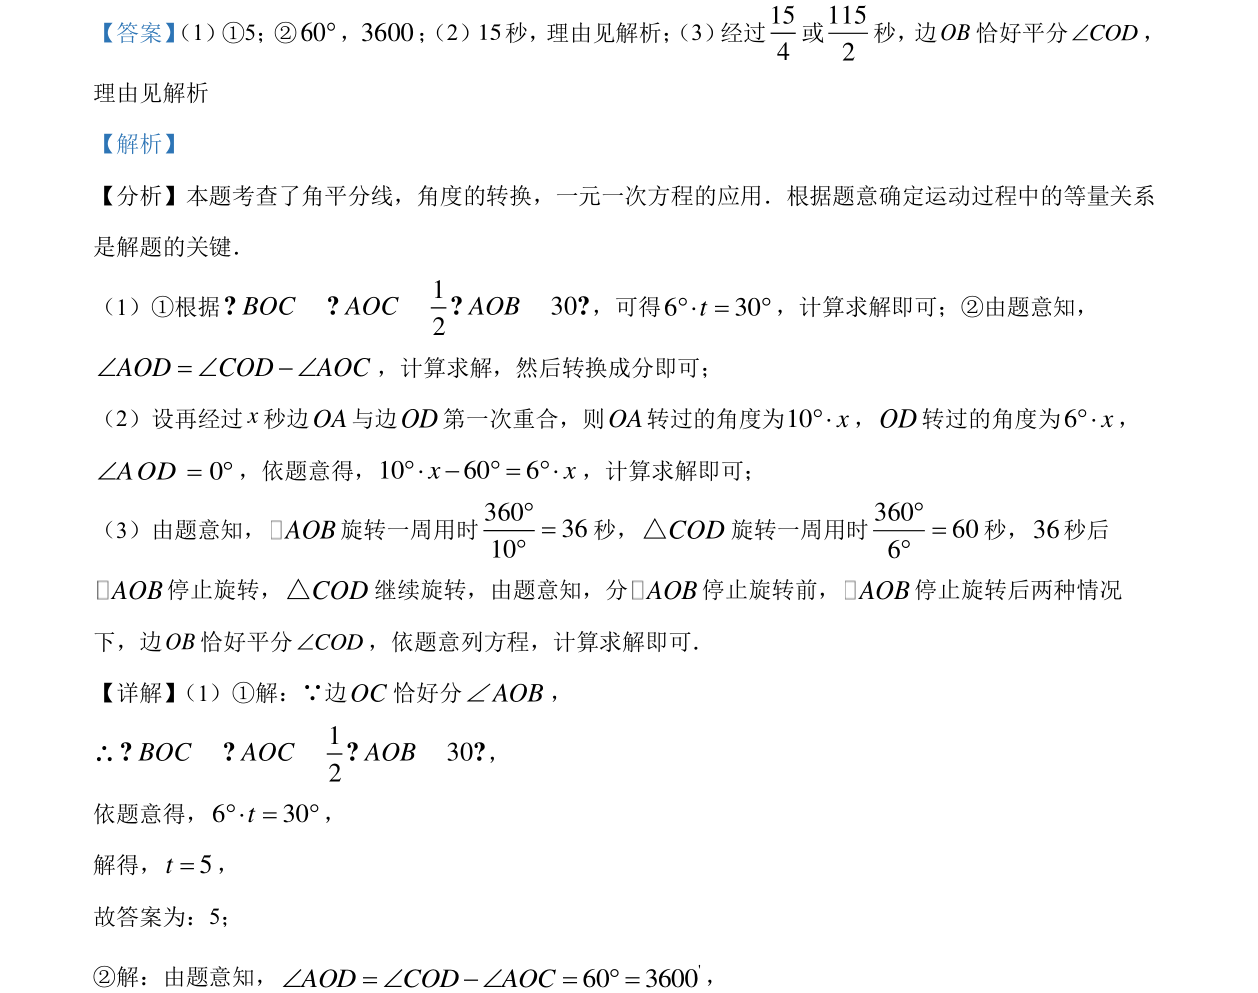 【答案】（1）①5；②60°，3600；（2）15秒，理由见解析；（3）经过15/4或115/2秒，边OB恰好平分∠COD，
理由见解析
【解析】
【分析】本题考查了角平分线，角度的转换，一元一次方程的应用．根据题意确定运动过程中的等量关系
是解题的关键．
（1）①根据? BOC ? AOC 1/2? AOB 30?，可得6°·t＝30°，计算求解即可；②由题意知，
∠AOD＝∠COD－∠AOC，计算求解，然后转换成分即可；
（2）设再经过x秒边OA与边OD第一次重合，则OA转过的角度为10°·x，OD转过的角度为6°·x，
∠AOD＝0°，依题意得，10°·x－60°＝6°·x，计算求解即可；
（3）由题意知，▯AOB旋转一周用时360°/10°＝36秒，△COD旋转一周用时360°/6°＝60秒，36秒后
▯AOB停止旋转，△COD继续旋转，由题意知，分▯AOB停止旋转前，▯AOB停止旋转后两种情况
下，边OB恰好平分∠COD，依题意列方程，计算求解即可．
【详解】（1）①解：∵边OC恰好分∠AOB，
∴? BOC ? AOC 1/2? AOB 30?，
依题意得，6°·t＝30°，
解得，t＝5，
故答案为：5；
②解：由题意知，∠AOD＝∠COD－∠AOC＝60°＝3600'，